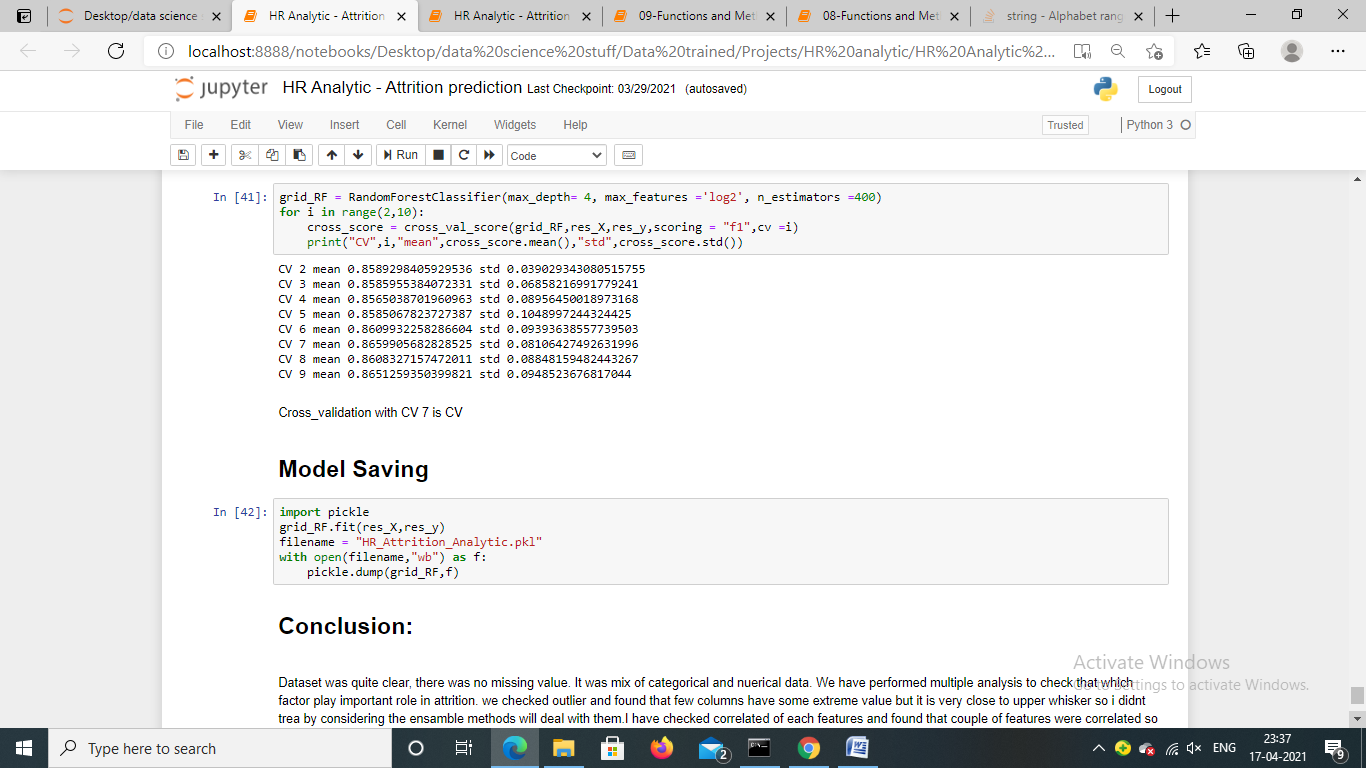 Desktop/data science
HR Analytic - Attrition
HR Analytic - Attrition
09-Functions and Met
08-Functions and Met
string - Alphabet rang
localhost:8888/notebooks/Desktop/data%20science%20stuff/Data%20trained/Projects/HR%20analytic/HR%20Analytic%2...
jupyter HR Analytic - Attrition prediction Last Checkpoint: 03/29/2021 (autosaved)
Logout
File Edit View Insert Cell Kernel Widgets Help
Trusted
Python 3
Run
Code
In [41]: grid_RF = RandomForestClassifier(max_depth= 4, max_features ='log2', n_estimators =400)
for i in range(2,10):
    cross_score = cross_val_score(grid_RF,res_X,res_y,scoring = "f1",cv =i)
    print("CV",i,"mean",cross_score.mean(),"std",cross_score.std())
CV 2 mean 0.8589298405929536 std 0.039029343080515755
CV 3 mean 0.8585955384072331 std 0.06858216991779241
CV 4 mean 0.8565038701960963 std 0.08956450018973168
CV 5 mean 0.8585067823727387 std 0.1048997244324425
CV 6 mean 0.8609932258286604 std 0.09393638557739503
CV 7 mean 0.8659905682828525 std 0.08106427492631996
CV 8 mean 0.8608327157472011 std 0.08848159482443267
CV 9 mean 0.8651259350399821 std 0.0948523676817044
Cross_validation with CV 7 is CV
Model Saving
In [42]: import pickle
grid_RF.fit(res_X,res_y)
filename = "HR_Attrition_Analytic.pkl"
with open(filename,"wb") as f:
    pickle.dump(grid_RF,f)
Conclusion:
Dataset was quite clear, there was no missing value. It was mix of categorical and nuerical data. We have performed multiple analysis to check that which
factor play important role in attrition. we checked outlier and found that few columns have some extreme value but it is very close to upper whisker so i didnt
trea by considering the ensamble methods will deal with them.I have checked correlated of each features and found that couple of features were correlated so
Activate Windows
Go to Settings to activate Windows.
Type here to search
2
ENG
23:37
17-04-2021
9